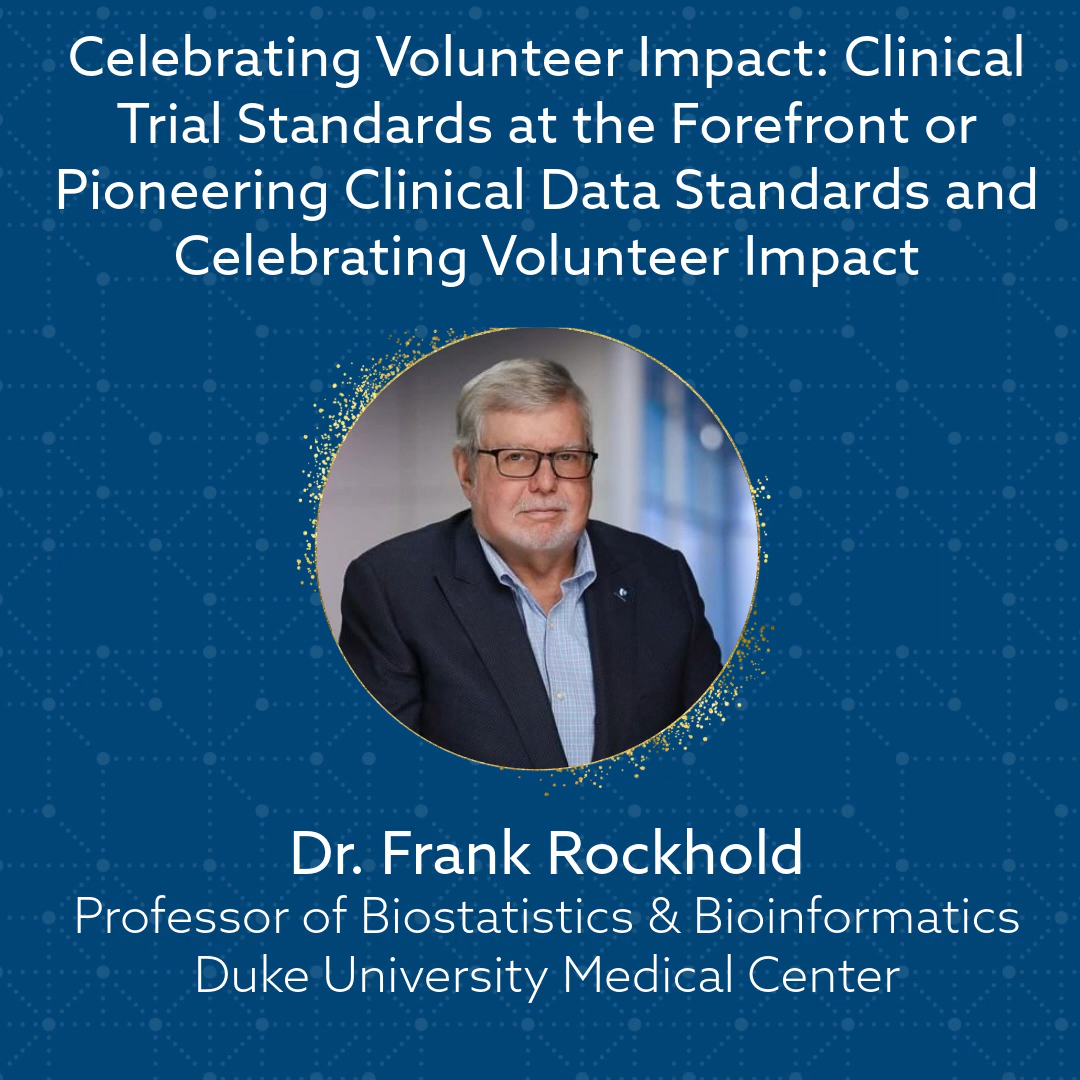 Celebrating Volunteer Impact: Clinical
Trial Standards at the Forefront or
Pioneering Clinical Data Standards and
Celebrating Volunteer Impact
Dr. Frank Rockhold
Professor of Biostatistics & Bioinformatics
Duke University Medical Center